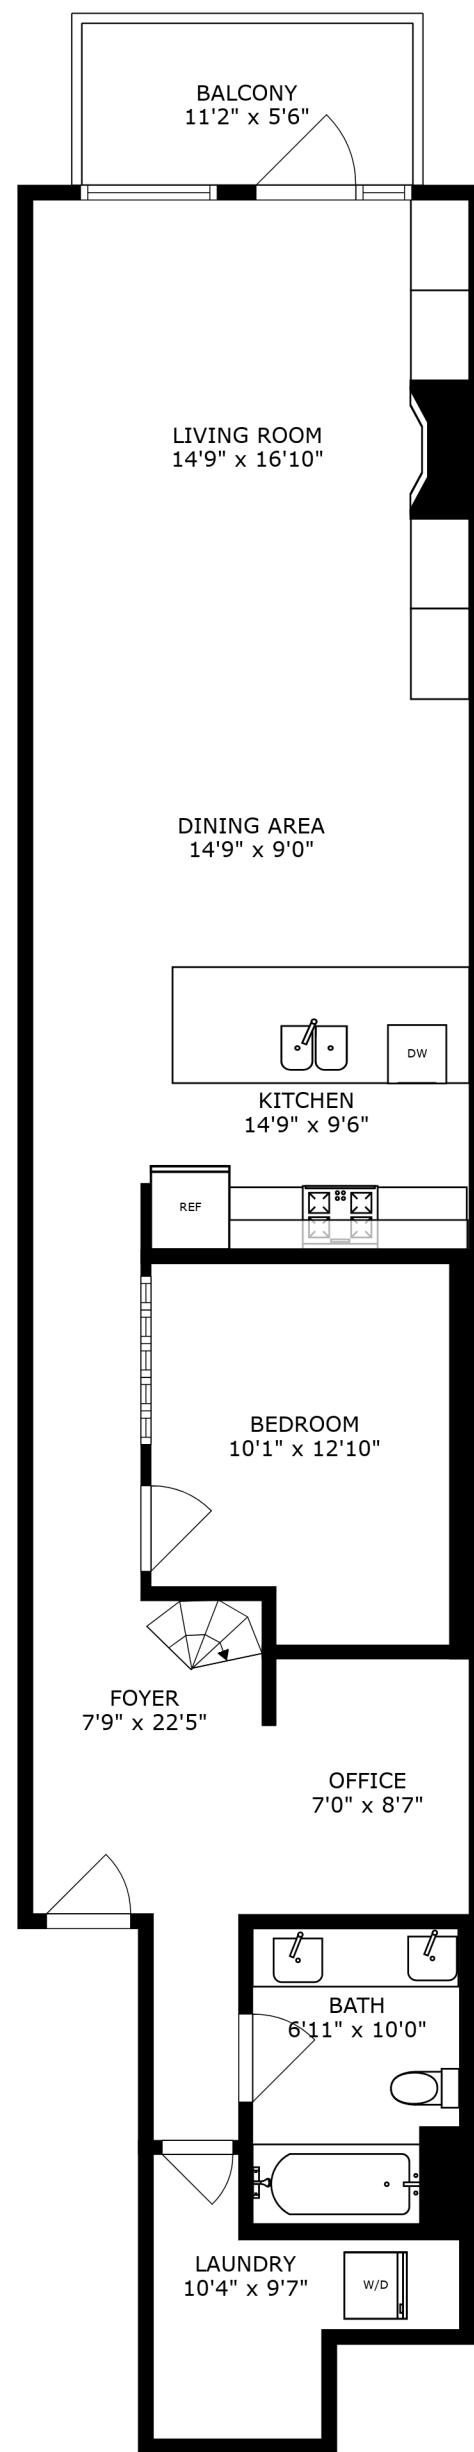 BALCONY
11'2" x 5'6"
LIVING ROOM
14'9" x 16'10"
DINING AREA
14'9" x 9'0"
DW
KITCHEN
14'9" x 9'6"
REF
BEDROOM
10'1" x 12'10"
FOYER
7'9" x 22'5"
OFFICE
7'0" x 8'7"
BATH
6'11" x 10'0"
LAUNDRY
10'4" x 9'7"
W/D